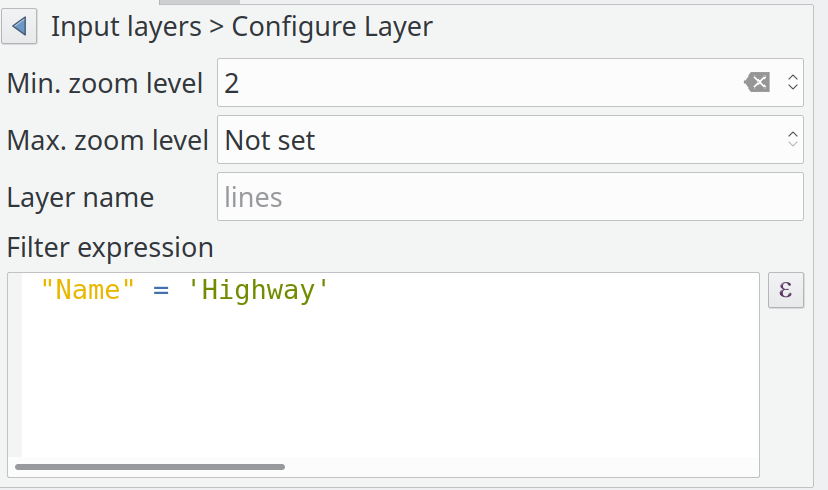 Input layers > Configure Layer
Min. zoom level 2
Max. zoom level Not set
Layer name lines
Filter expression
"Name" = 'Highway'
ε